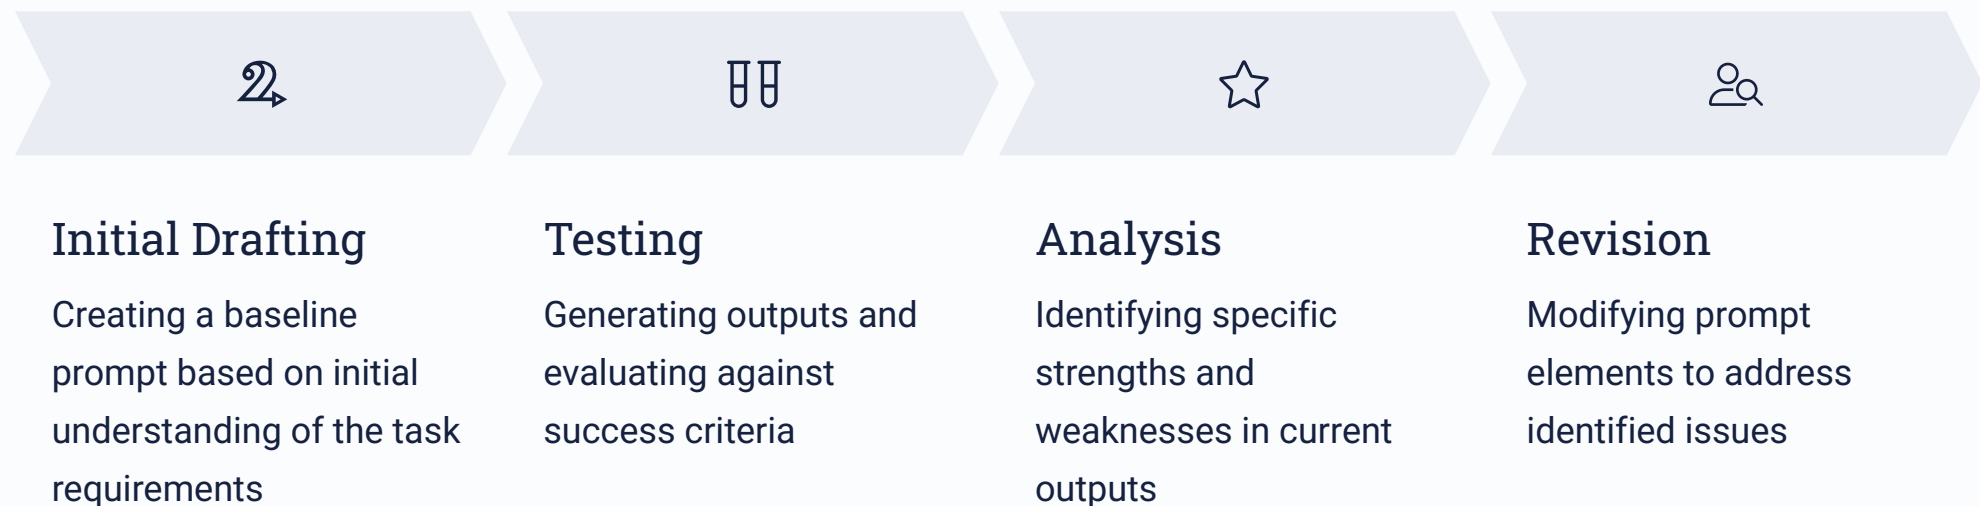 Initial Drafting
Creating a baseline
prompt based on initial
understanding of the task
requirements
Testing
Generating outputs and
evaluating against
success criteria
Analysis
Identifying specific
strengths and
weaknesses in current
outputs
Revision
Modifying prompt
elements to address
identified issues